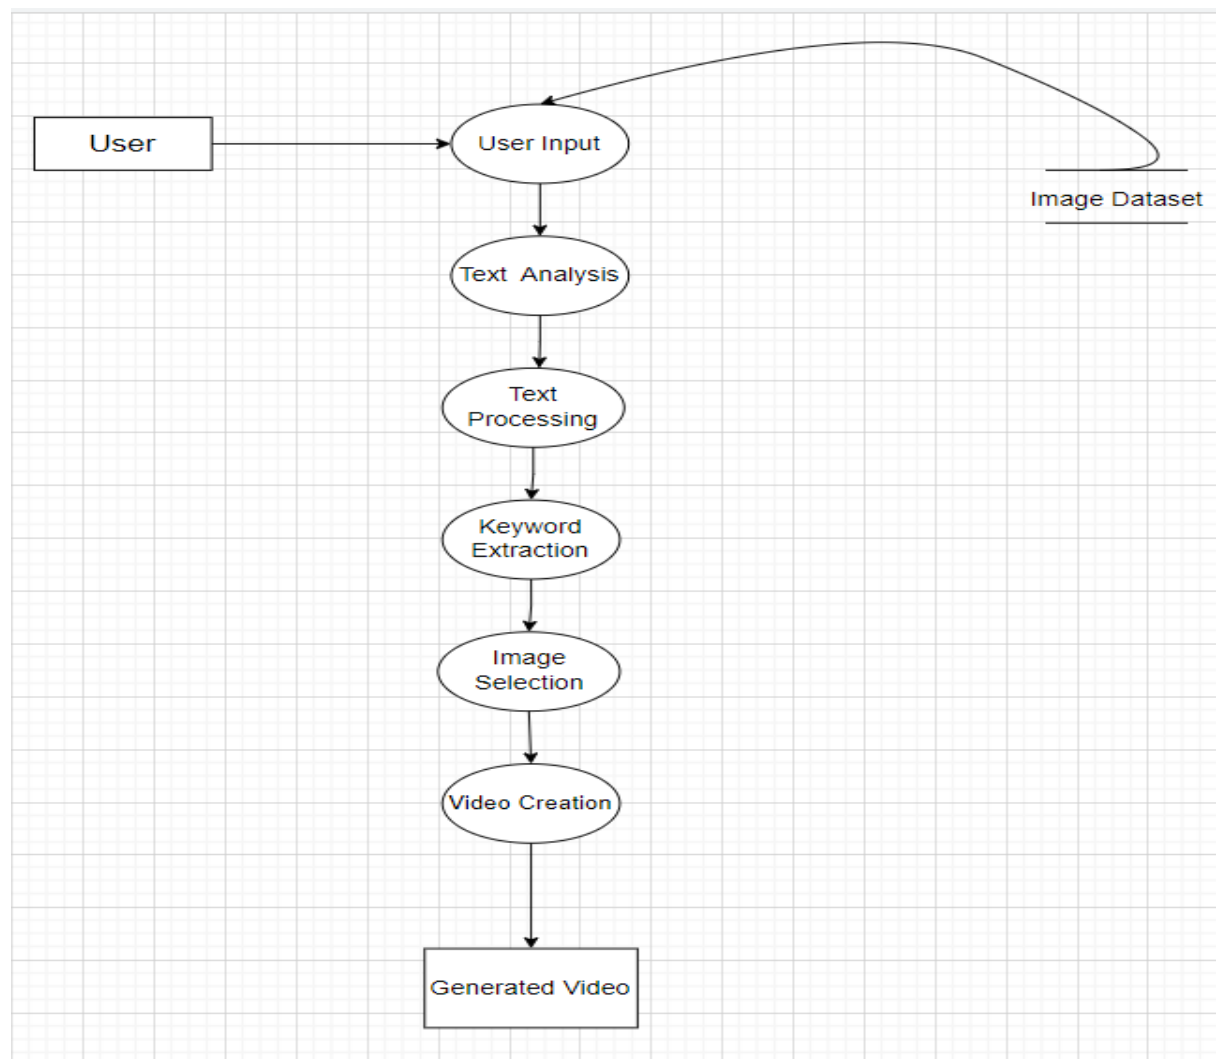 User
User Input
Image Dataset
Text Analysis
Text
Processing
Keyword
Extraction
Image
Selection
Video Creation
Generated Video